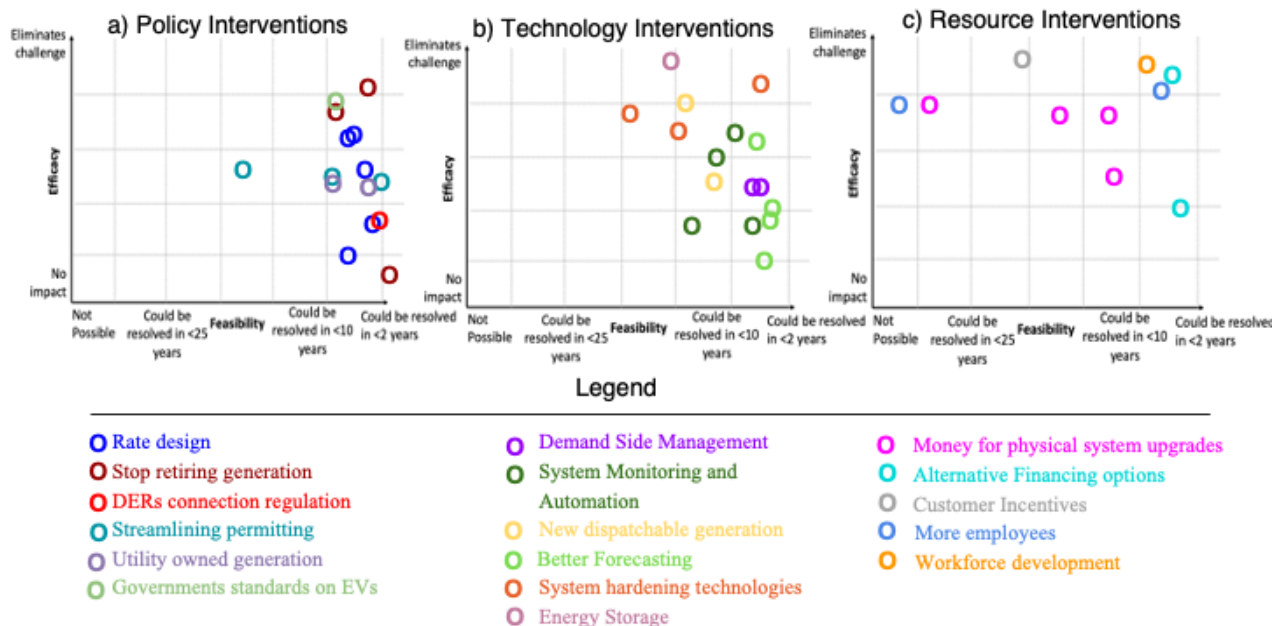 a) Policy Interventions
Eliminates
challenge
Efficacy
No
impact
Not
Possible
Could be
resolved in <25
years
Feasibility
Could be
resolved in <10
years
Could be resolved
in <2 years
b) Technology Interventions
Eliminates
challenge
Efficacy
No
impact
Not
Possible
Could be
resolved in <25
years
Feasibility
Could be
resolved in <10
years
Could be resolved
in <2 years
c) Resource Interventions
Eliminates
challenge
Efficacy
No
impact
Not
Possible
Could be
resolved in <25
years
Feasibility
Could be
resolved in <10
years
Could be resolved
in <2 years
Legend
Rate design
Stop retiring generation
DERs connection regulation
Streamlining permitting
Utility owned generation
Governments standards on EVs
Demand Side Management
System Monitoring and
Automation
New dispatchable generation
Better Forecasting
System hardening technologies
Energy Storage
Money for physical system upgrades
Alternative Financing options
Customer Incentives
More employees
Workforce development